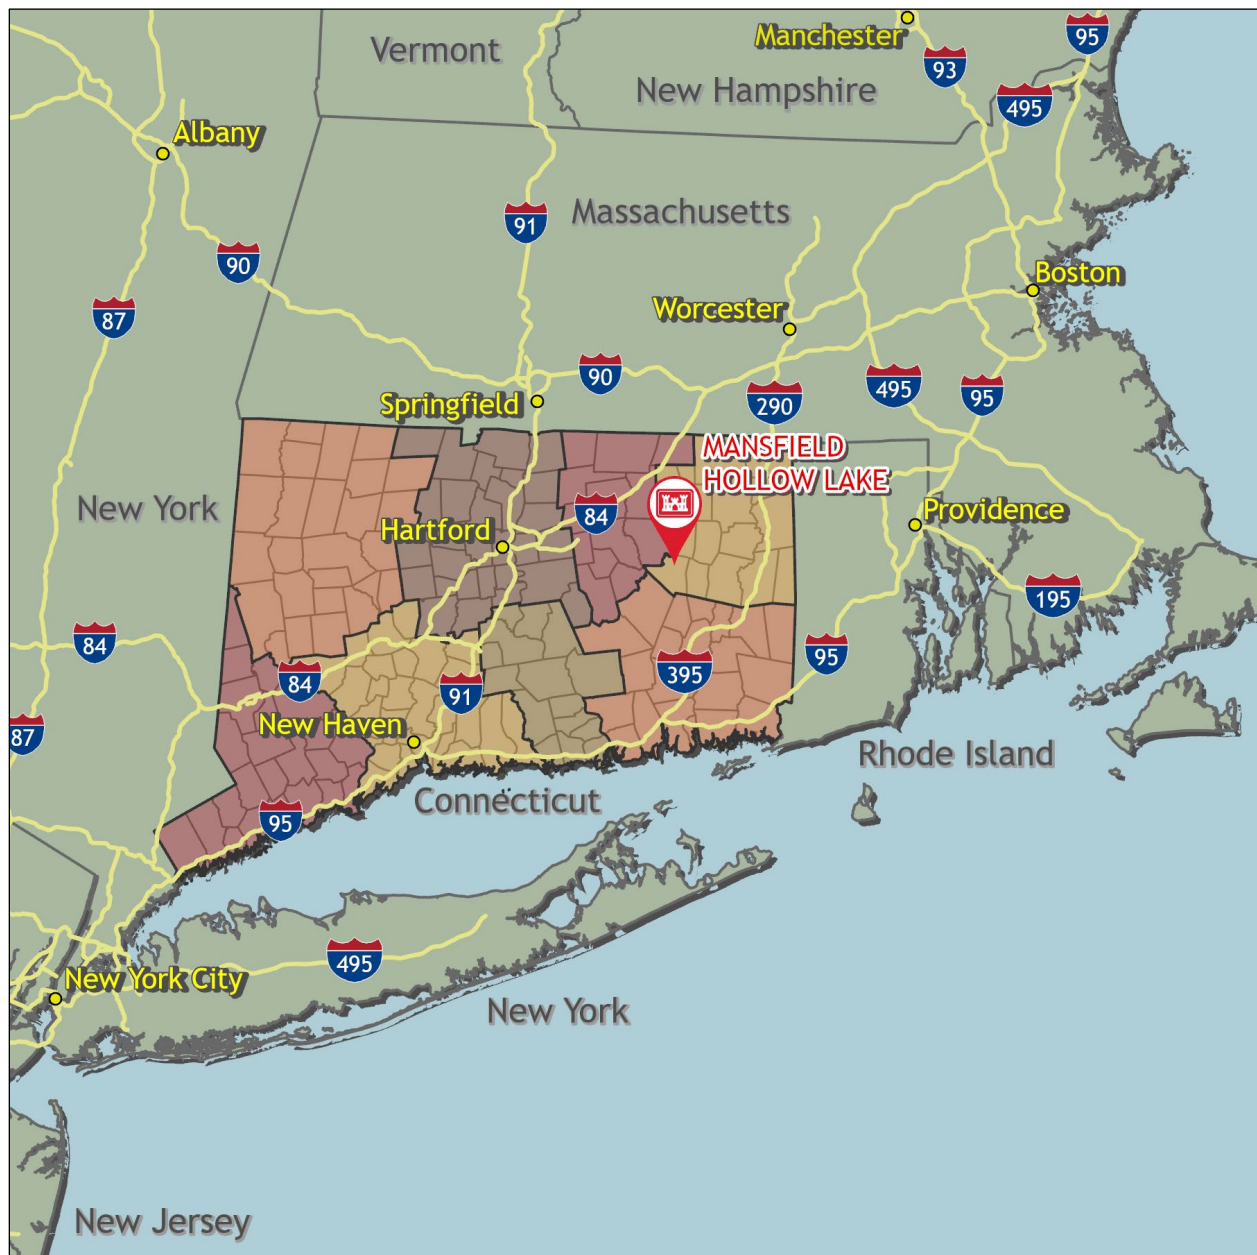 Manchester
95
Vermont
93
New Hampshire
495
Albany
Massachusetts
91
90
Boston
87
Worcester
90
495
95
290
Springfield
MANSFIELD
HOLLOW LAKE
New York
84
Providence
Hartford
195
84
95
84
395
91
87
New Haven
Rhode Island
Connecticut
95
495
New York City
New York
New Jersey